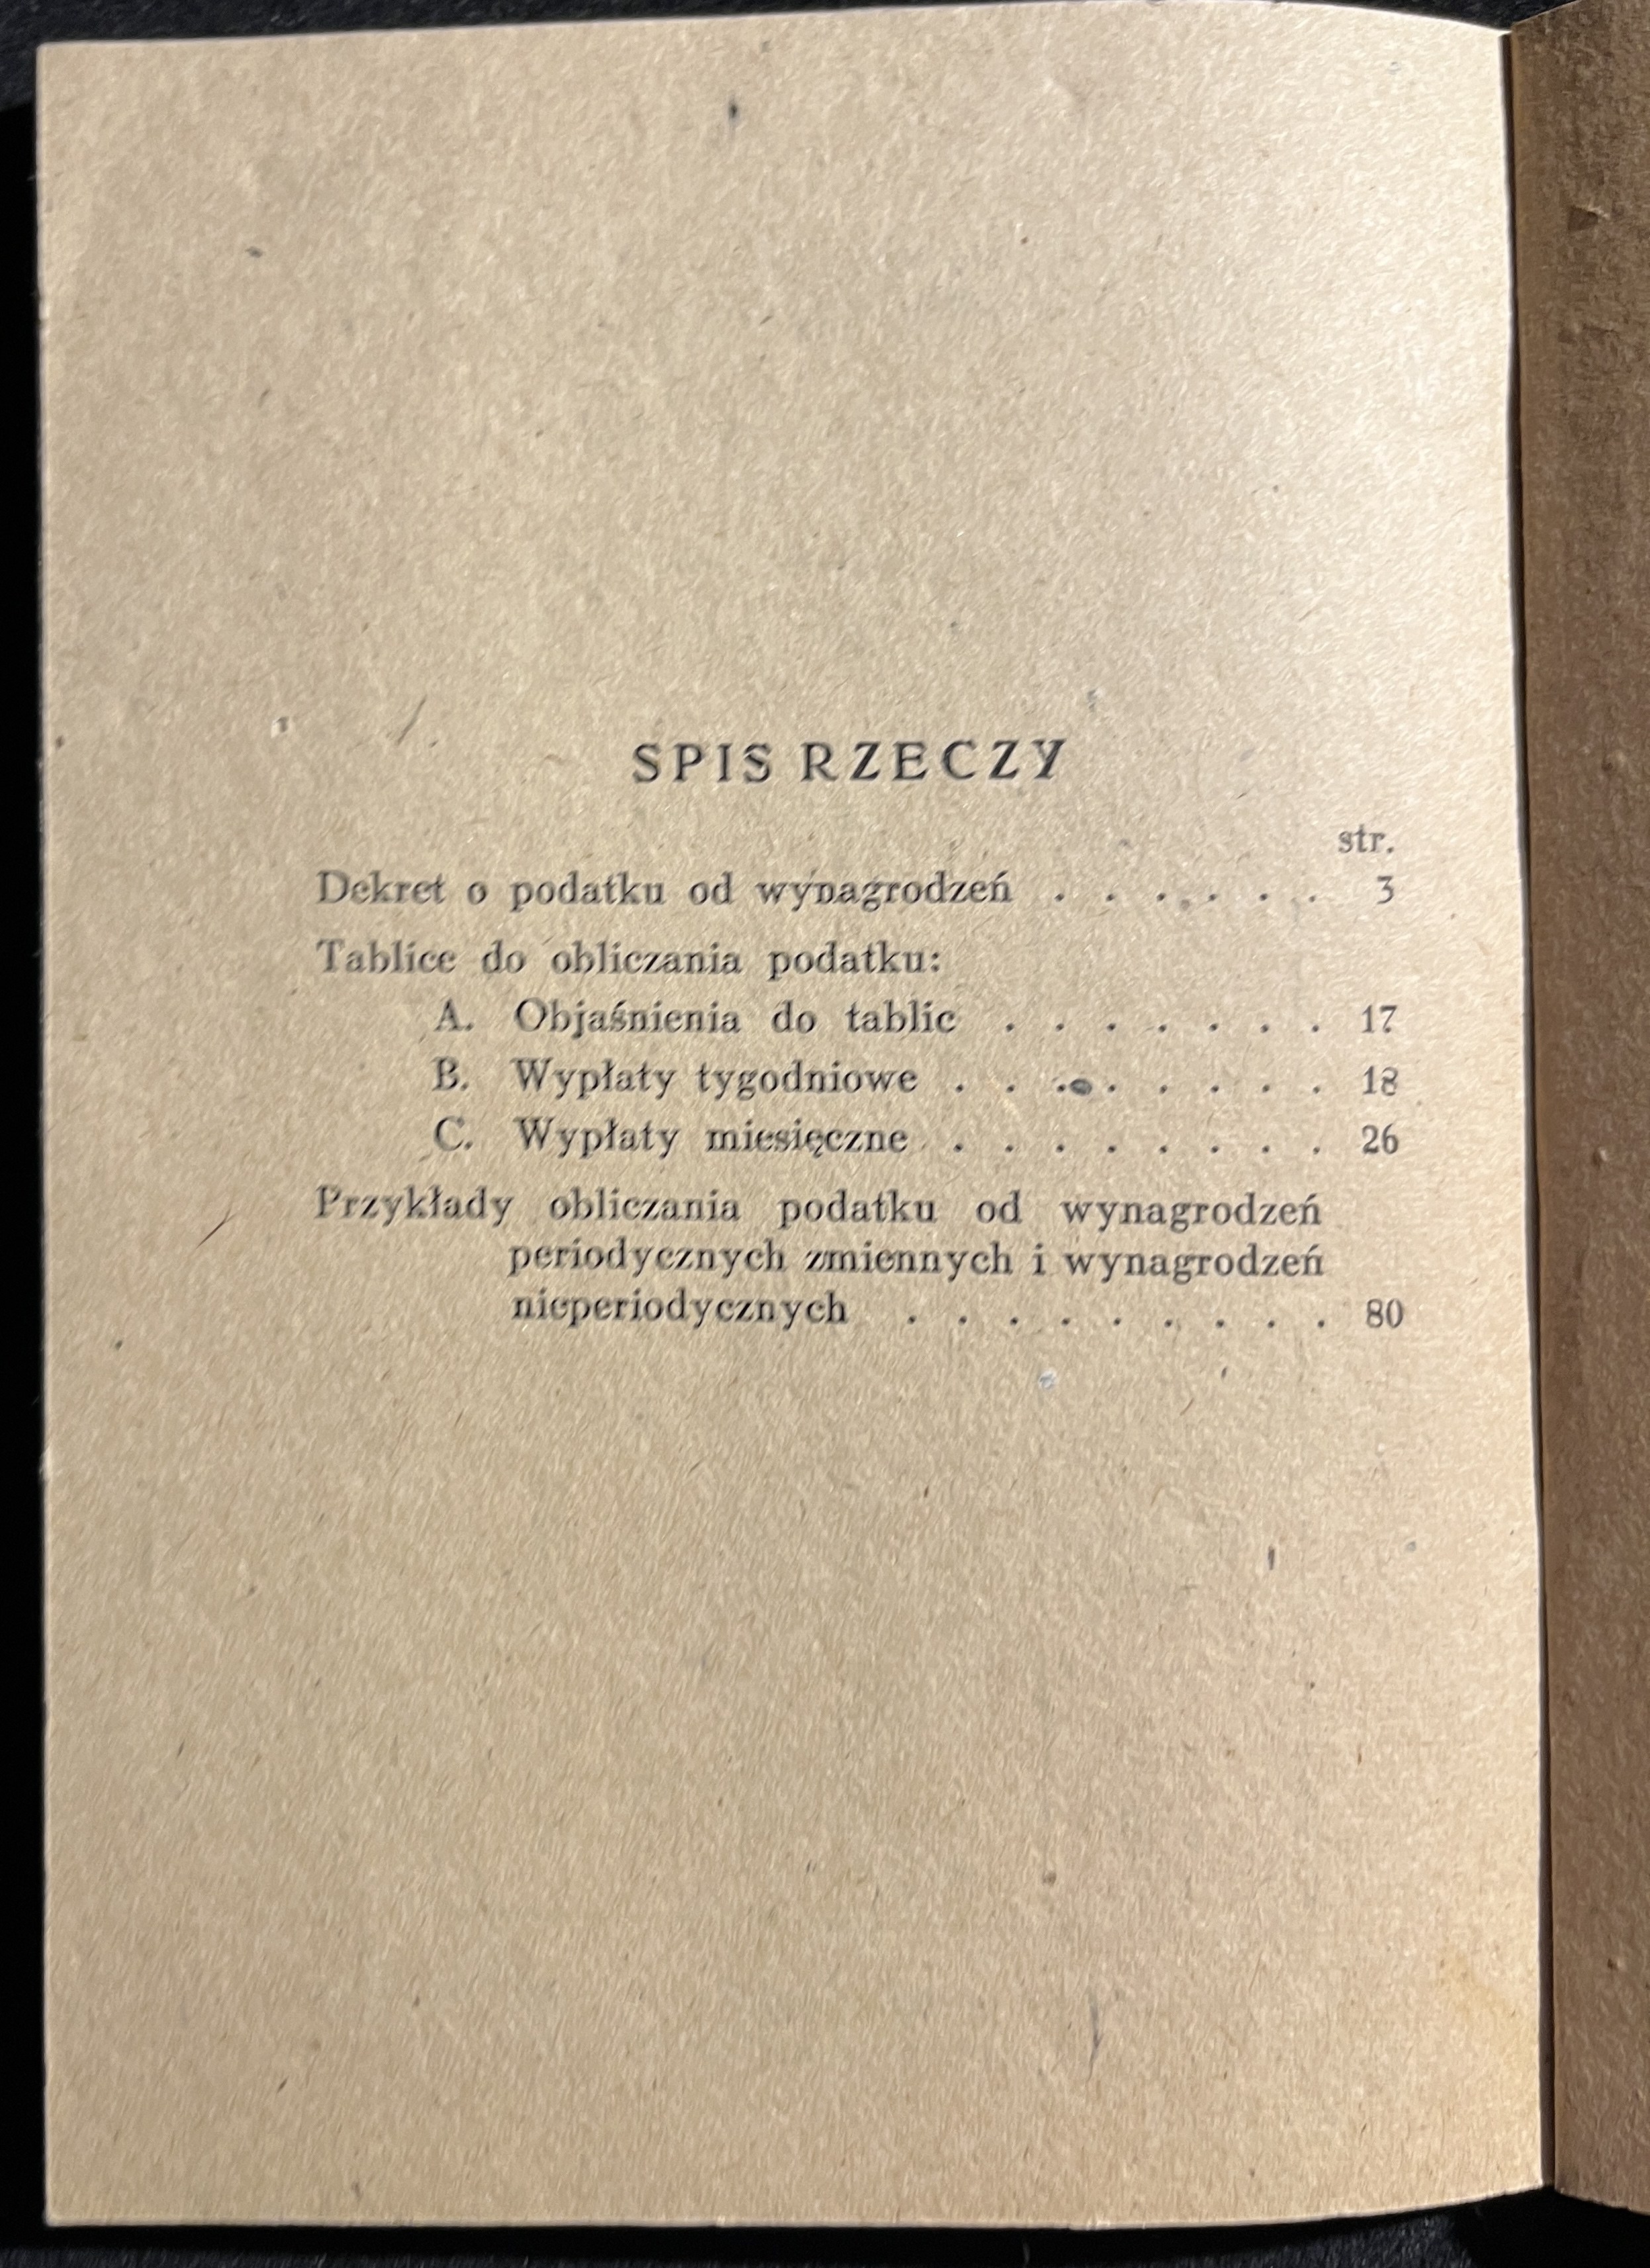 SPIS RZECZY
str.
Dekret o podatku od wynagrodzeń . . . . . . 3
Tablice do obliczania podatku:
A. Objaśnienia do tablic . . . . . . . 17
B. Wypłaty tygodniowe . . . . . . . . 18
C. Wypłaty miesięczne . . . . . . . . 26
Przykłady obliczania podatku od wynagrodzeń
periodycznych zmiennych i wynagrodzeń
nieperiodycznych . . . . . . . . . 80